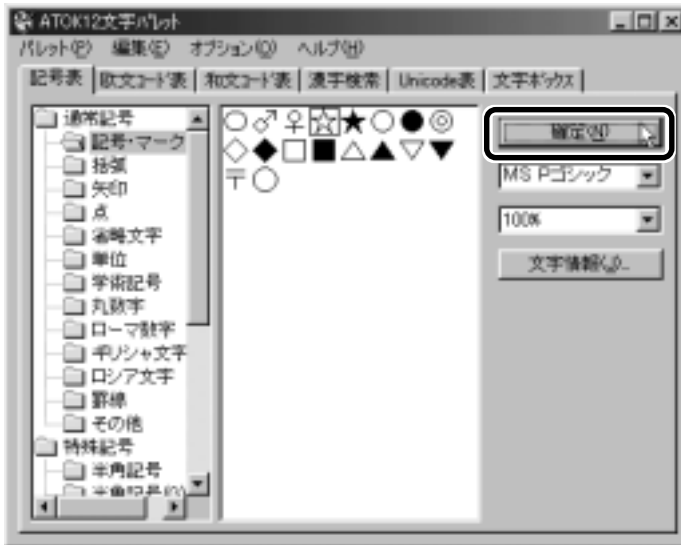 ATOK12文字パレット
パレット(P) 編集(E) オプション(O) ヘルプ(H)
記号表 欧文コード表 和文コード表 漢字検索 Unicode表 文字ボックス
通常記号
記号・マーク
括弧
矢印
点
省略文字
単位
学術記号
丸数字
ローマ数字
ギリシャ文字
ロシア文字
罫線
その他
特殊記号
半角記号
○♂♀☆★○●◎
◇◆□■△▲▽▼
〒○
確定(N)
MS Pゴシック
100%
文字情報(J)...